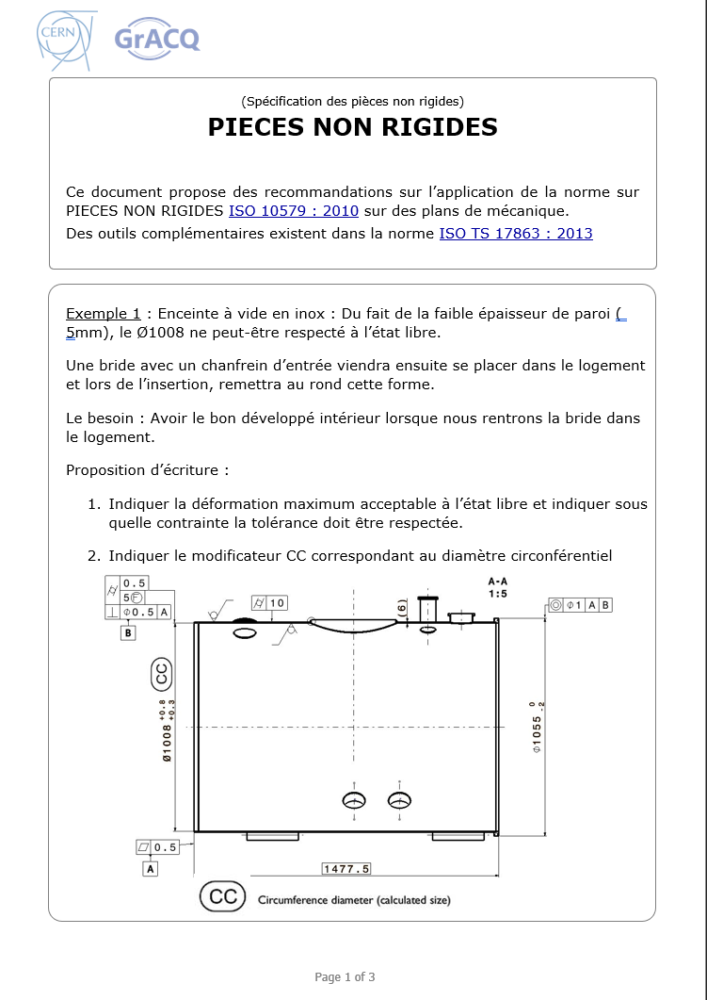 CERN
GrACQ
(Spécification des pièces non rigides)
PIECES NON RIGIDES
Ce document propose des recommandations sur l’application de la norme sur
PIECES NON RIGIDES ISO 10579 : 2010 sur des plans de mécanique.
Des outils complémentaires existent dans la norme ISO TS 17863 : 2013
Exemple 1 : Enceinte à vide en inox : Du fait de la faible épaisseur de paroi (
5mm), le Ø1008 ne peut-être respecté à l’état libre.
Une bride avec un chanfrein d’entrée viendra ensuite se placer dans le logement
et lors de l’insertion, remettra au rond cette forme.
Le besoin : Avoir le bon développé intérieur lorsque nous rentrons la bride dans
le logement.
Proposition d’écriture :
1. Indiquer la déformation maximum acceptable à l’état libre et indiquer sous
quelle contrainte la tolérance doit être respectée.
2. Indiquer le modificateur CC correspondant au diamètre circonférentiel
A-A
1:5
⌭ 0.5
5Ⓕ
⊥ ⌀0.5 A
B
⌭ 10
(6)
◎ ⌀1 A B
CC
Ø1008 +0.8 +0.3
⌀1055 0 -2
⏥ 0.5
A
1477.5
CC Circumference diameter (calculated size)
Page 1 of 3